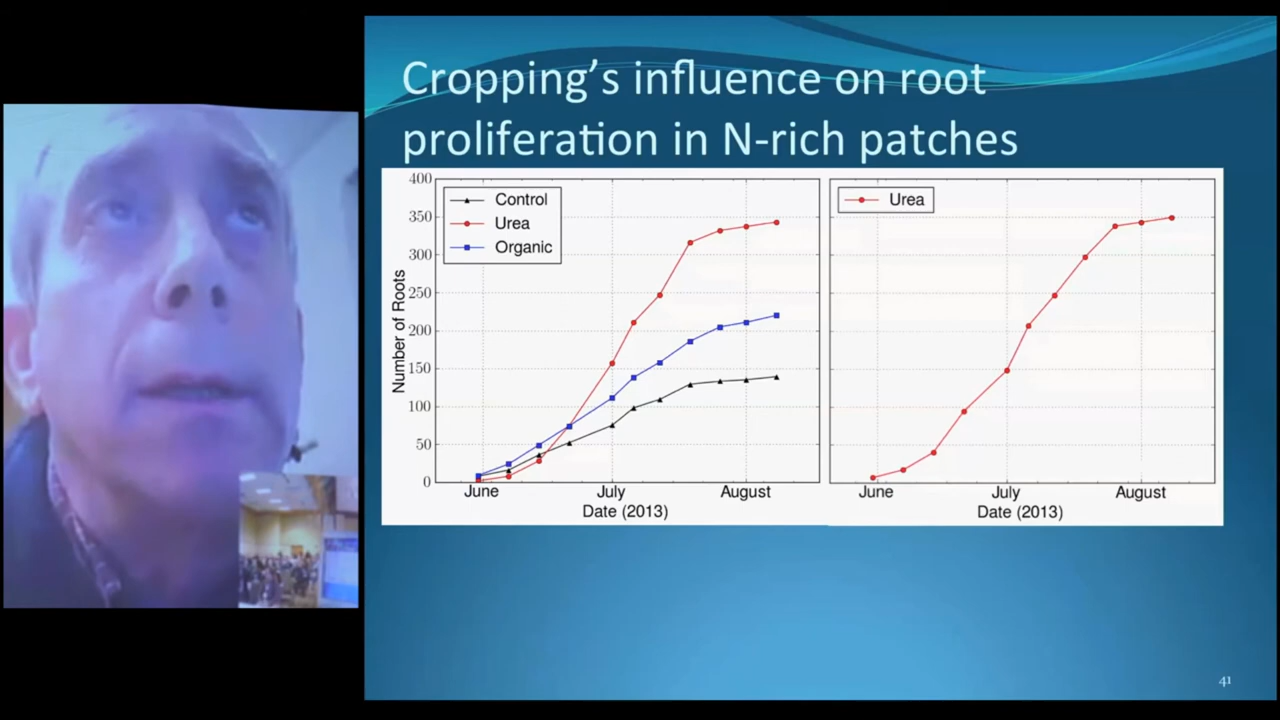 Cropping’s influence on root
proliferation in N-rich patches
400
350
300
250
200
150
100
50
0
Number of Roots
Control
Urea
Organic
June
July
August
Date (2013)
Urea
June
July
August
Date (2013)
41